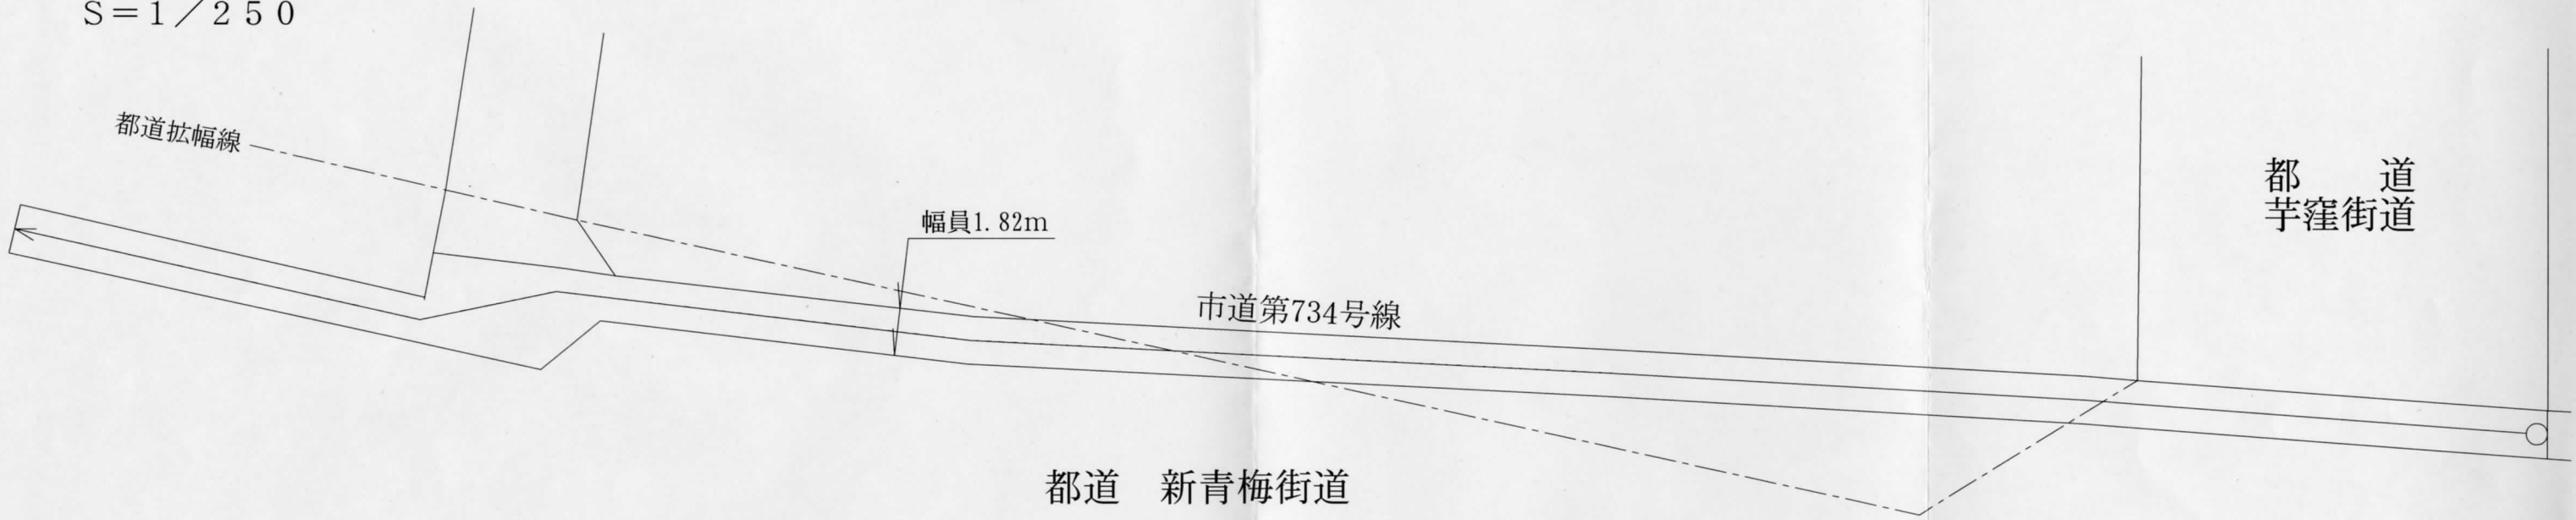 S＝1／250
都道拡幅線
幅員1.82m
市道第734号線
都　道
芋窪街道
都道　新青梅街道